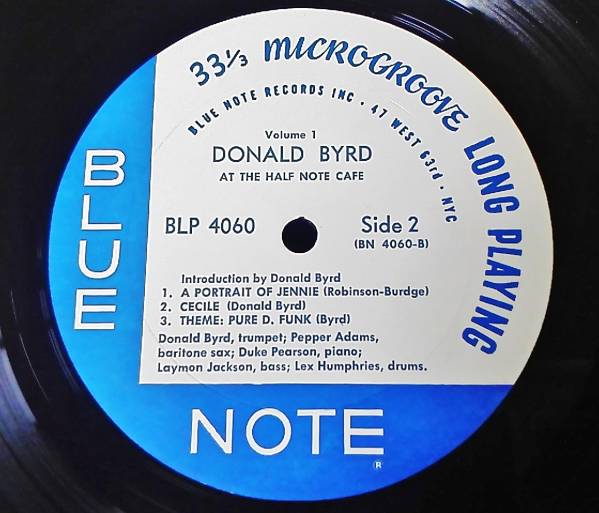 33⅓ MICROGROOVE LONG PLAYING
BLUE NOTE RECORDS INC • 47 WEST 63rd • NYC
Volume 1
DONALD BYRD
AT THE HALF NOTE CAFE
BLP 4060
Side 2
(BN 4060-B)
Introduction by Donald Byrd
1. A PORTRAIT OF JENNIE (Robinson-Burdge)
2. CECILE (Donald Byrd)
3. THEME: PURE D. FUNK (Byrd)
Donald Byrd, trumpet; Pepper Adams,
baritone sax; Duke Pearson, piano;
Laymon Jackson, bass; Lex Humphries, drums.
BLUE
NOTE
®